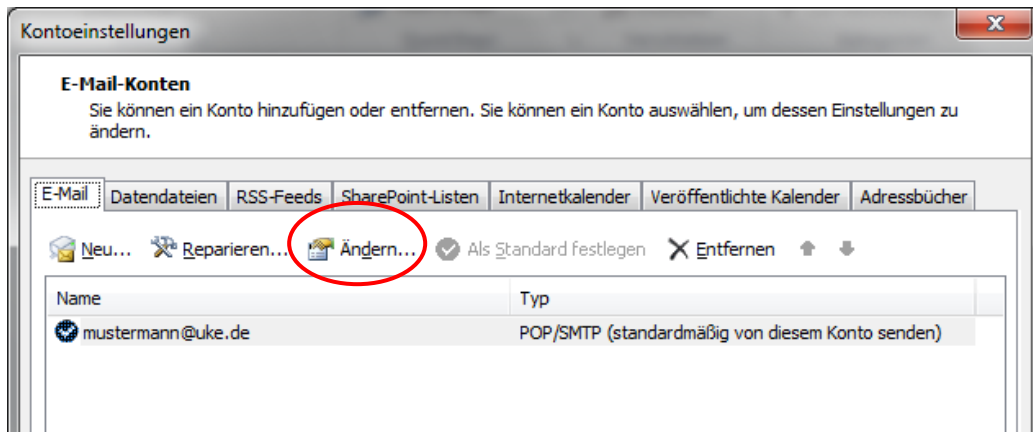 Kontoeinstellungen
E-Mail-Konten
Sie können ein Konto hinzufügen oder entfernen. Sie können ein Konto auswählen, um dessen Einstellungen zu
ändern.
E-Mail Datendateien RSS-Feeds SharePoint-Listen Internetkalender Veröffentlichte Kalender Adressbücher
Neu... Reparieren... Ändern... Als Standard festlegen Entfernen
Name Typ
mustermann@uke.de POP/SMTP (standardmäßig von diesem Konto senden)